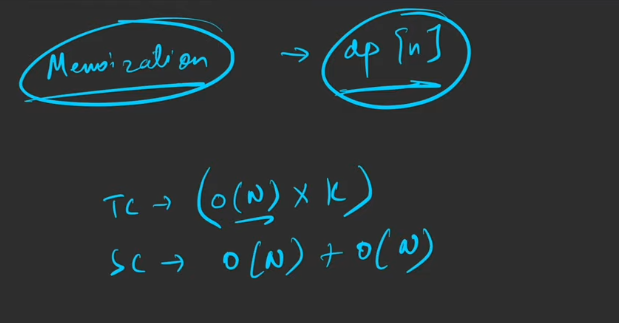 Memoization → dp[n]
TC → (O(N) × K)
SC → O(N) + O(N)